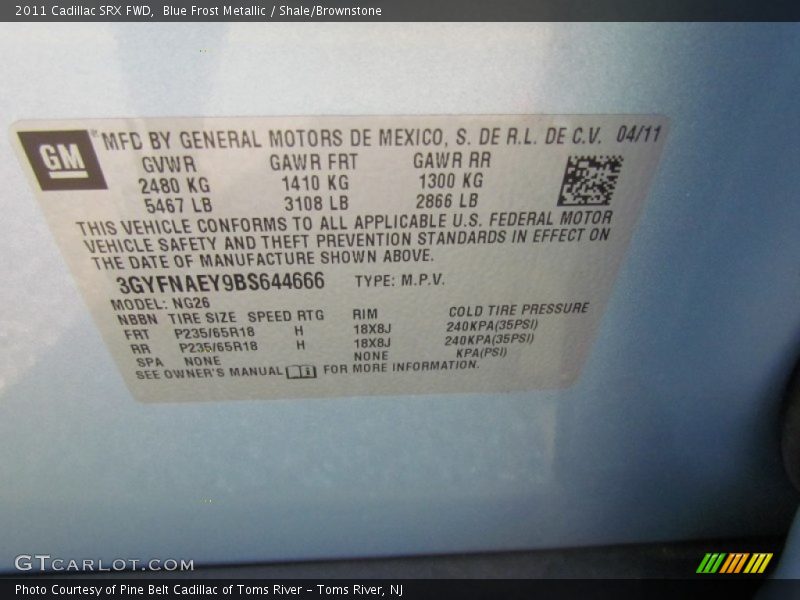 2011 Cadillac SRX FWD,  Blue Frost Metallic / Shale/Brownstone
GM ® MFD BY GENERAL MOTORS DE MEXICO, S. DE R.L. DE C.V. 04/11
GVWR GAWR FRT GAWR RR
2480 KG 1410 KG 1300 KG
5467 LB 3108 LB 2866 LB
THIS VEHICLE CONFORMS TO ALL APPLICABLE U.S. FEDERAL MOTOR
VEHICLE SAFETY AND THEFT PREVENTION STANDARDS IN EFFECT ON
THE DATE OF MANUFACTURE SHOWN ABOVE.
3GYFNAEY9BS644666 TYPE: M.P.V.
MODEL: NG26
NBBN TIRE SIZE SPEED RTG RIM COLD TIRE PRESSURE
FRT P235/65R18 H 18X8J 240KPA(35PSI)
RR P235/65R18 H 18X8J 240KPA(35PSI)
SPA NONE NONE KPA(PSI)
SEE OWNER'S MANUAL FOR MORE INFORMATION.
GTCARLOT.COM
Photo Courtesy of Pine Belt Cadillac of Toms River – Toms River, NJ